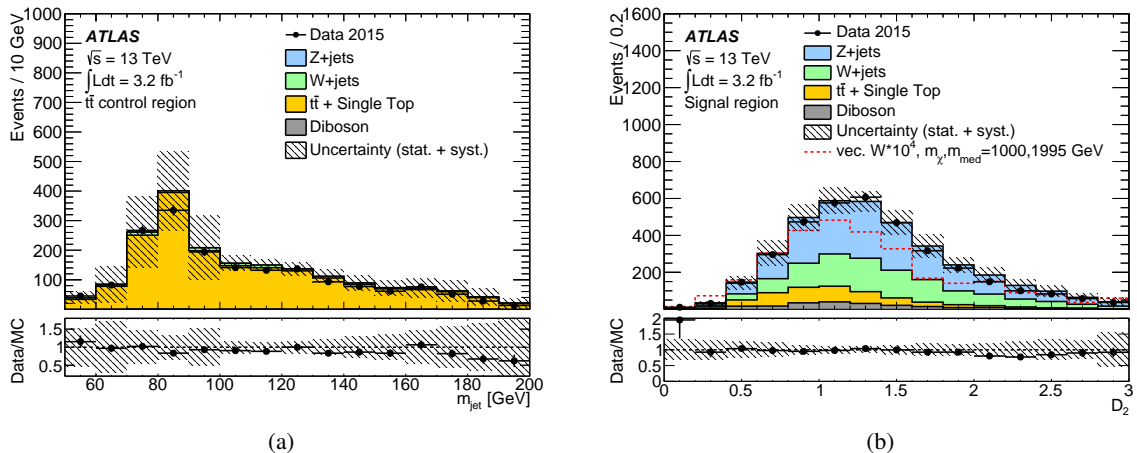 Events / 10 GeV
1000
900
800
700
600
500
400
300
200
100
ATLAS
√s = 13 TeV
∫Ldt = 3.2 fb⁻¹
tt̄ control region
Data 2015
Z+jets
W+jets
tt̄ + Single Top
Diboson
Uncertainty (stat. + syst.)
Data/MC
1.5
1
0.5
60 80 100 120 140 160 180 200
m_jet [GeV]
(a)
Events / 0.2
1600
1400
1200
1000
800
600
400
200
ATLAS
√s = 13 TeV
∫Ldt = 3.2 fb⁻¹
Signal region
Data 2015
Z+jets
W+jets
tt̄ + Single Top
Diboson
Uncertainty (stat. + syst.)
vec. W*10⁴, m_χ,m_med=1000,1995 GeV
Data/MC
2
1.5
1
0.5
0
0 0.5 1 1.5 2 2.5 3
D₂
(b)